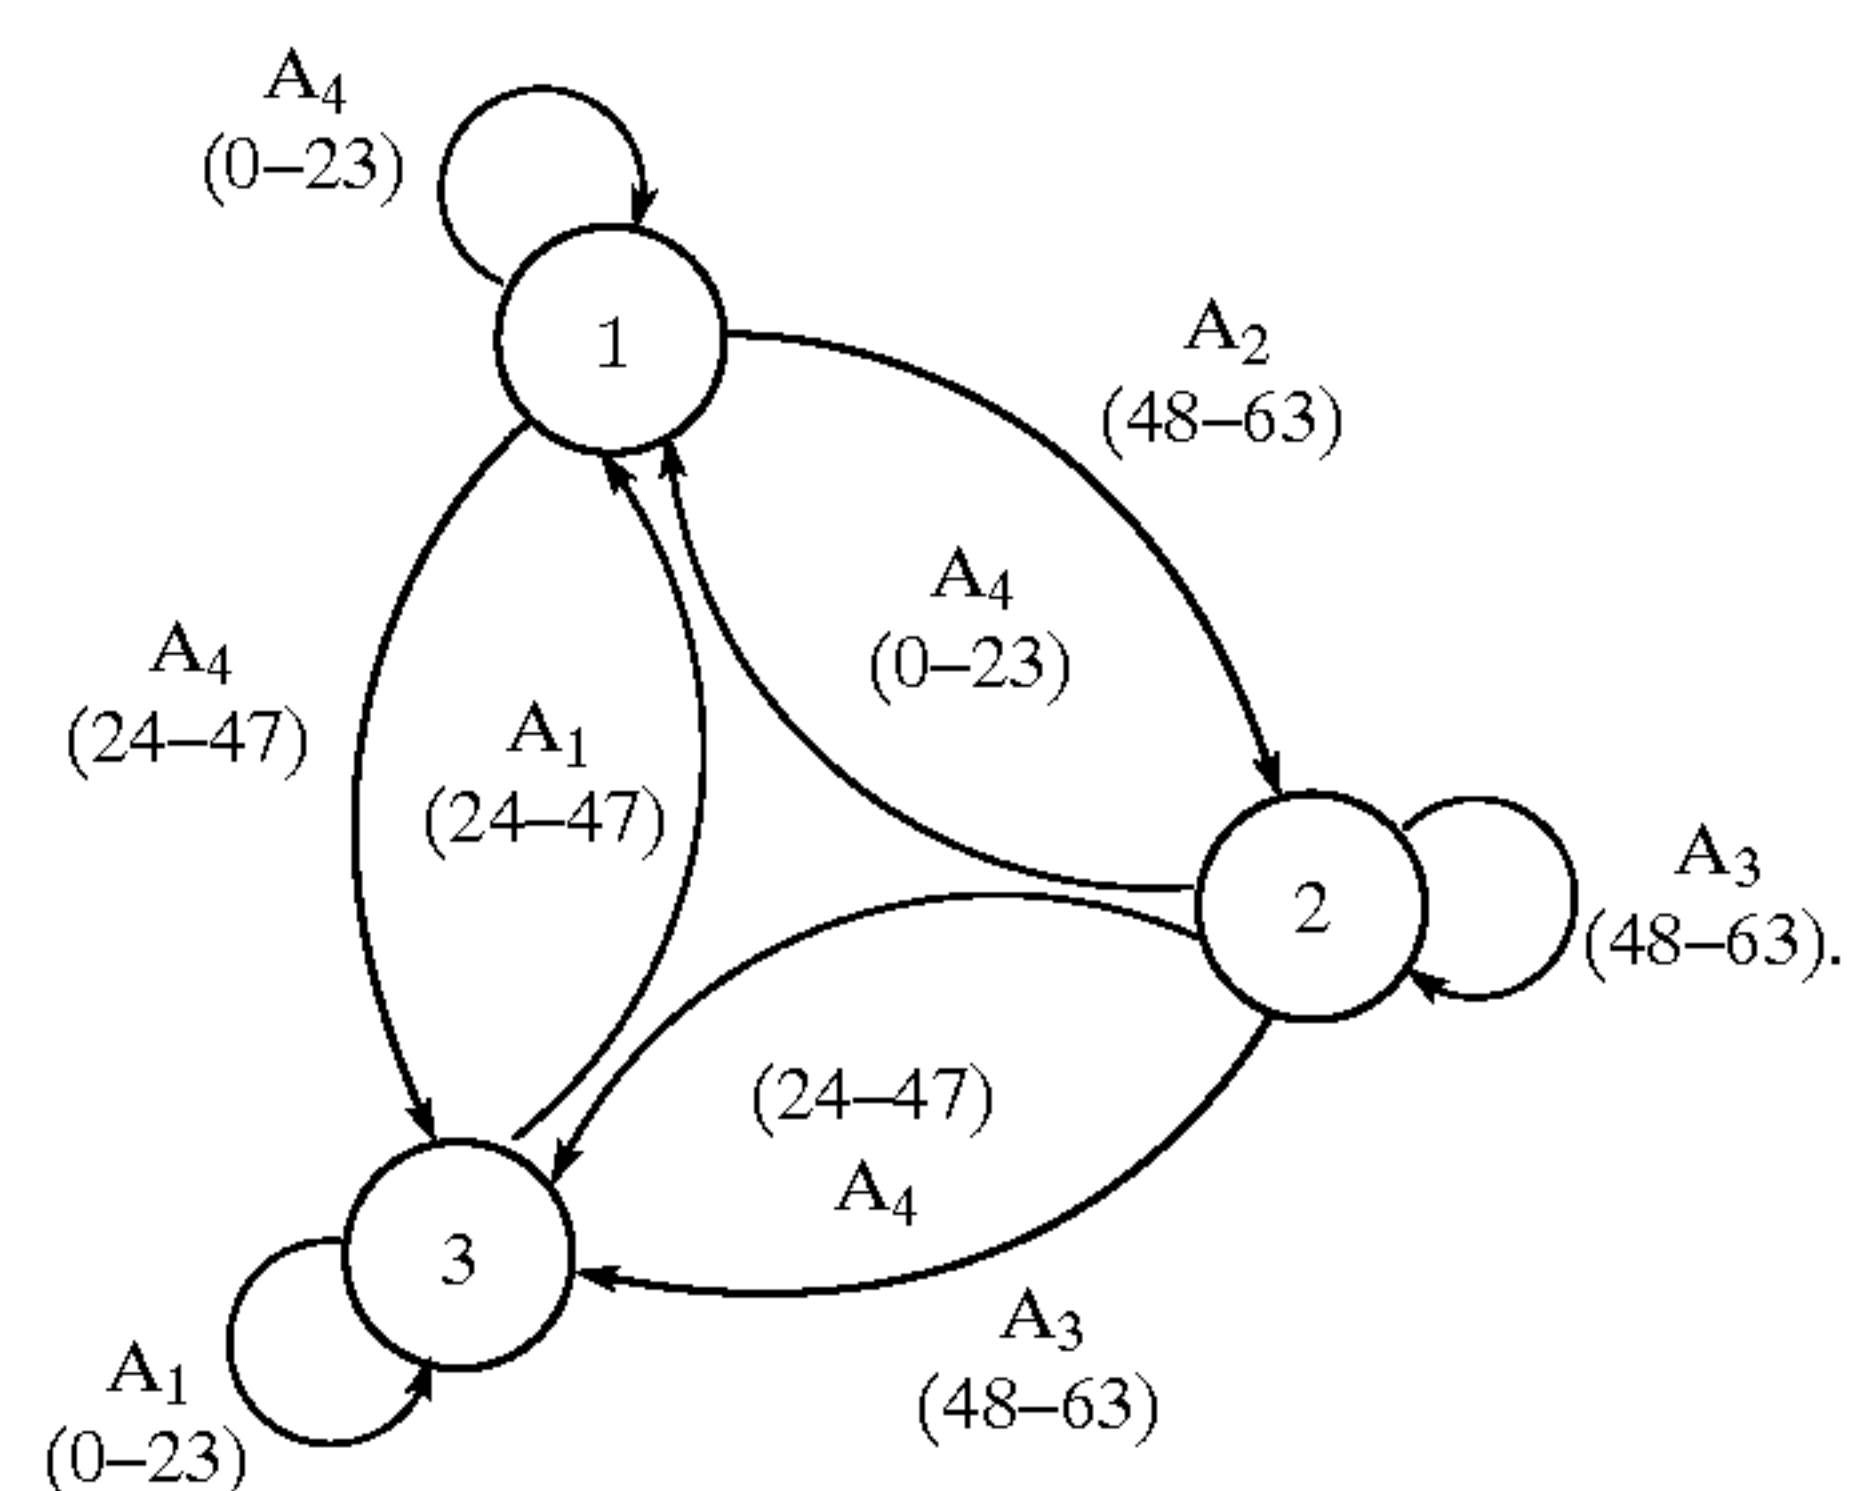 A₄
(0–23)
1
A₂
(48–63)
A₄
(0–23)
A₄
(24–47)
A₁
(24–47)
2
A₃
(48–63).
(24–47)
A₄
3
A₃
(48–63)
A₁
(0–23)